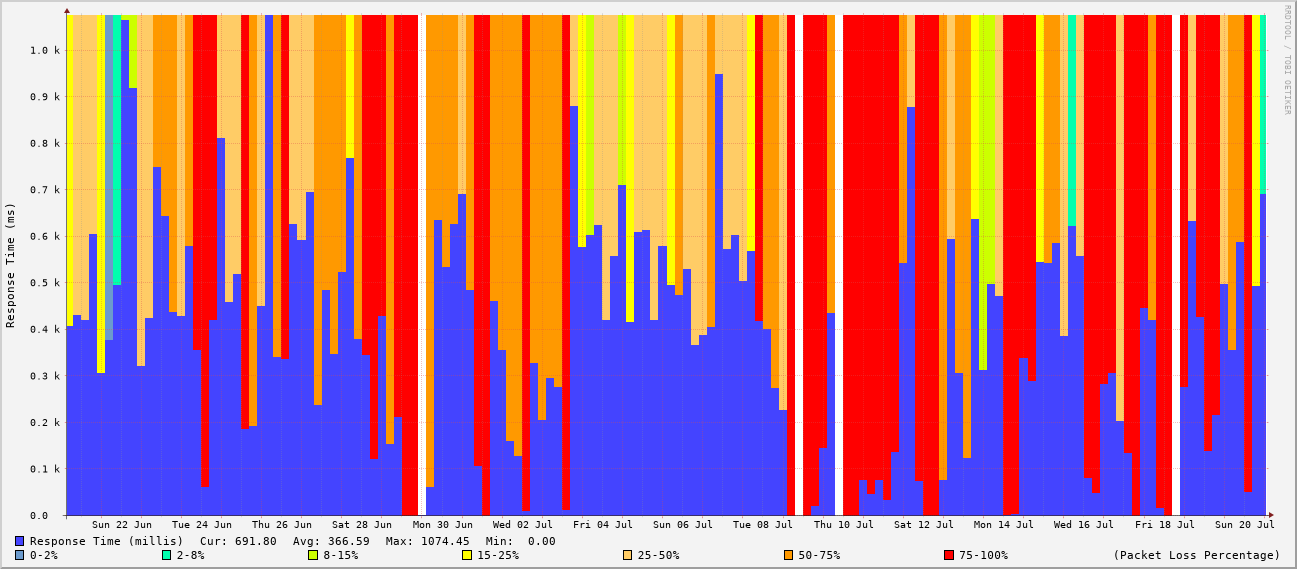 RRDTOOL / TOBI OETIKER
Response Time (ms)
1.0 k
0.9 k
0.8 k
0.7 k
0.6 k
0.5 k
0.4 k
0.3 k
0.2 k
0.1 k
0.0
Sun 22 Jun Tue 24 Jun Thu 26 Jun Sat 28 Jun Mon 30 Jun Wed 02 Jul Fri 04 Jul Sun 06 Jul Tue 08 Jul Thu 10 Jul Sat 12 Jul Mon 14 Jul Wed 16 Jul Fri 18 Jul Sun 20 Jul
Response Time (millis) Cur: 691.80 Avg: 366.59 Max: 1074.45 Min: 0.00
0-2% 2-8% 8-15% 15-25% 25-50% 50-75% 75-100% (Packet Loss Percentage)